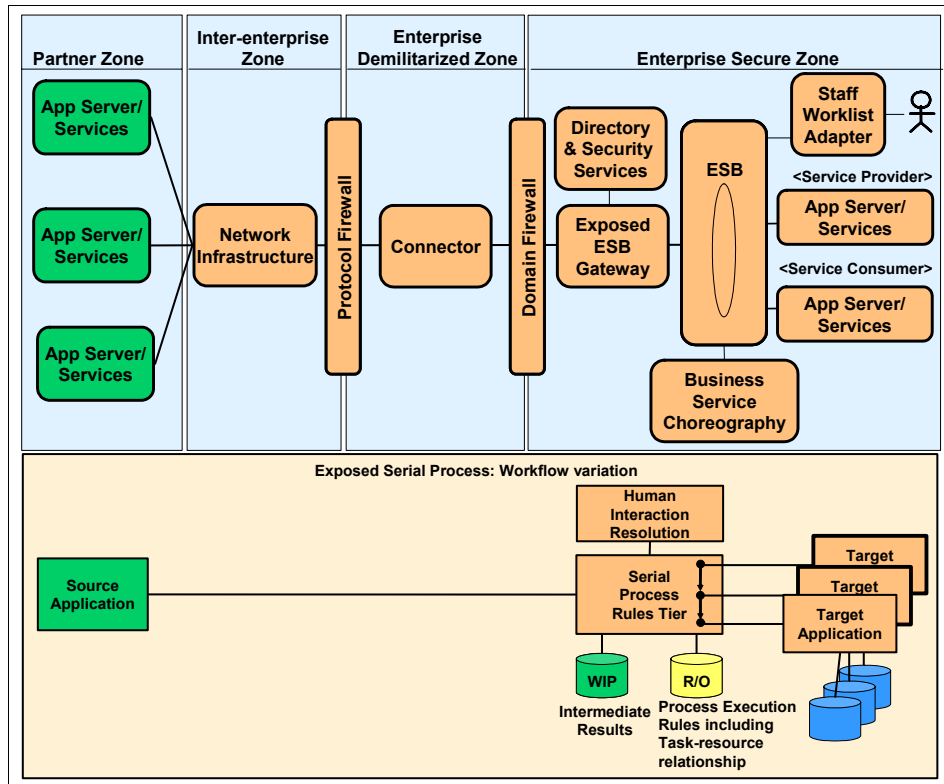 Partner Zone
Inter-enterprise
Zone
Enterprise
Demilitarized Zone
Enterprise Secure Zone
App Server/
Services
App Server/
Services
App Server/
Services
Network
Infrastructure
Protocol Firewall
Connector
Domain Firewall
Directory
& Security
Services
Exposed
ESB
Gateway
ESB
Staff
Worklist
Adapter
<Service Provider>
App Server/
Services
<Service Consumer>
App Server/
Services
Business
Service
Choreography
Exposed Serial Process: Workflow variation
Human
Interaction
Resolution
Source
Application
Serial
Process
Rules Tier
Target
Target
Target
Application
WIP
R/O
Intermediate
Results
Process Execution
Rules including
Task-resource
relationship